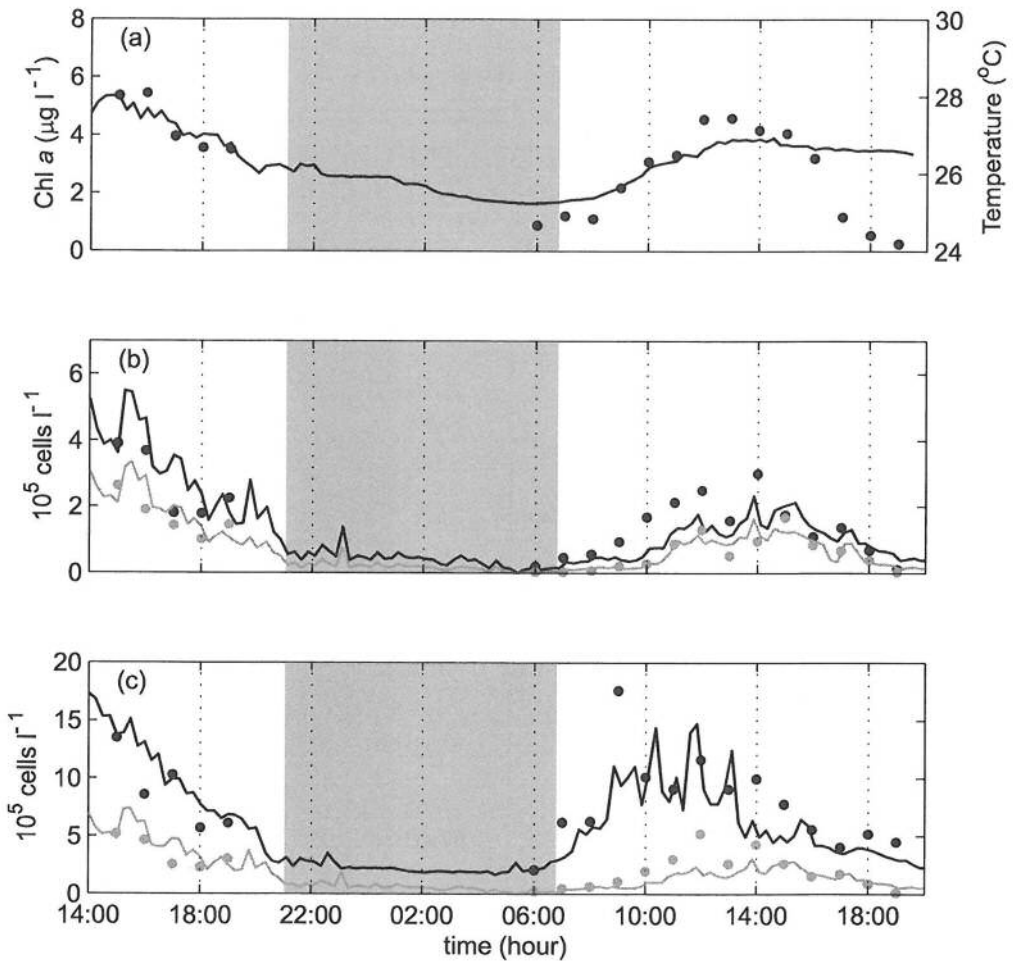 (a)
8
6
4
2
0
Chl a (µg l⁻¹)
30
28
26
25
24
Temperature (°C)
(b)
6
4
2
0
10⁵ cells l⁻¹
(c)
20
15
10
5
0
10⁵ cells l⁻¹
14:00 18:00 22:00 02:00 06:00 10:00 14:00 18:00
time (hour)